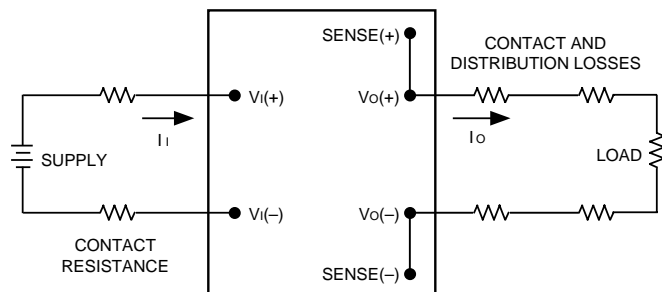 SENSE(+)
CONTACT AND
DISTRIBUTION LOSSES
VI(+)
VO(+)
II
IO
SUPPLY
LOAD
VI(–)
VO(–)
CONTACT
RESISTANCE
SENSE(–)